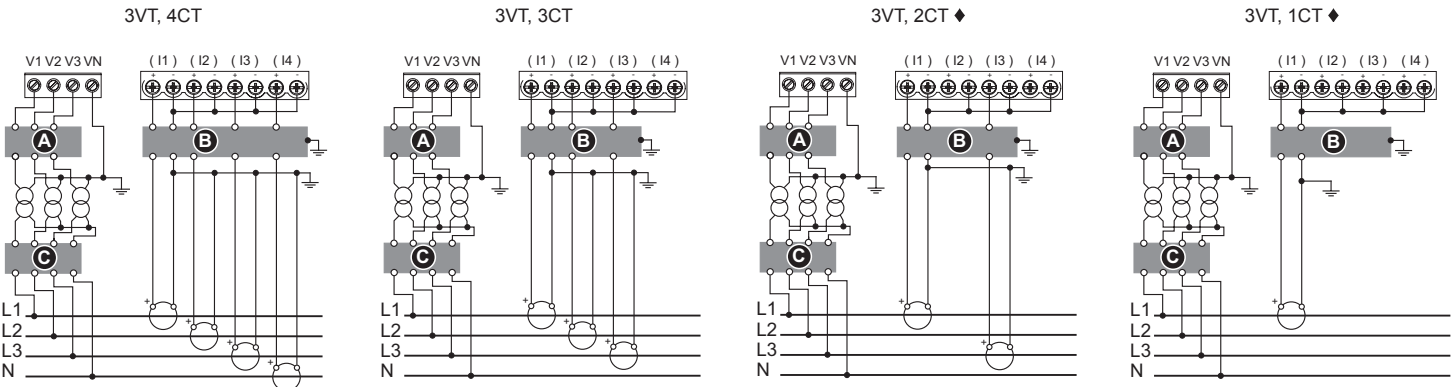 3VT, 4CT
V1 V2 V3 VN
( I1 ) ( I2 ) ( I3 ) ( I4 )
+ - + - + - + -
A
B
C
+
+
+
+
L1
L2
L3
N
3VT, 3CT
V1 V2 V3 VN
( I1 ) ( I2 ) ( I3 ) ( I4 )
+ - + - + - + -
A
B
C
+
+
+
L1
L2
L3
N
3VT, 2CT ♦
V1 V2 V3 VN
( I1 ) ( I2 ) ( I3 ) ( I4 )
+ - + - + - + -
A
B
C
+
+
L1
L2
L3
N
3VT, 1CT ♦
V1 V2 V3 VN
( I1 ) ( I2 ) ( I3 ) ( I4 )
+ - + - + - + -
A
B
C
+
L1
L2
L3
N